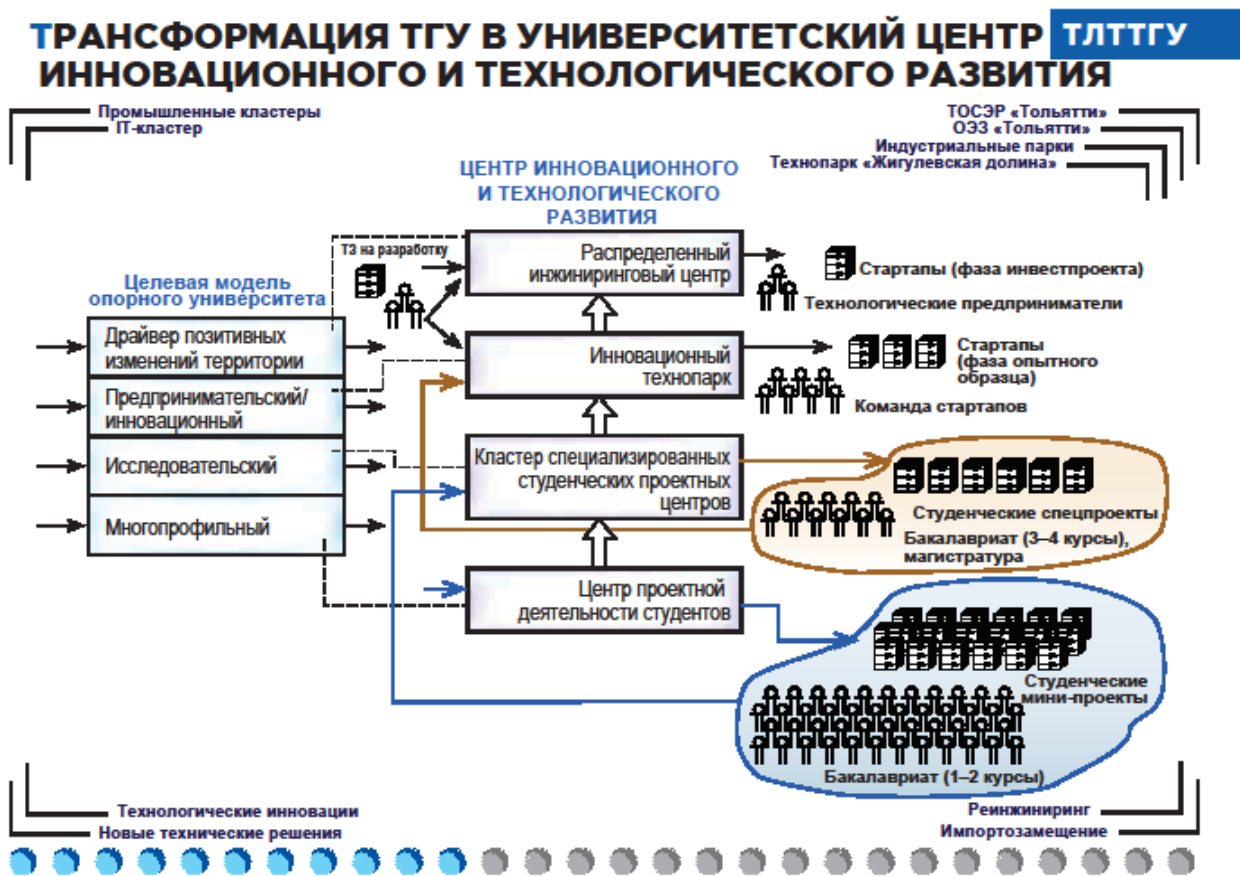 ТРАНСФОРМАЦИЯ ТГУ В УНИВЕРСИТЕТСКИЙ ЦЕНТР
ТЛТТГУ
ИННОВАЦИОННОГО И ТЕХНОЛОГИЧЕСКОГО РАЗВИТИЯ
Промышленные кластеры
IT-кластер
ТОСЭР «Тольятти»
ОЭЗ «Тольятти»
Индустриальные парки
Технопарк «Жигулевская долина»
ЦЕНТР ИННОВАЦИОННОГО
И ТЕХНОЛОГИЧЕСКОГО
РАЗВИТИЯ
Целевая модель
опорного университета
Драйвер позитивных
изменений территории
Предпринимательский/
инновационный
Исследовательский
Многопрофильный
ТЗ на разработку
Распределенный
инжиниринговый центр
Инновационный
технопарк
Кластер специализированных
студенческих проектных
центров
Центр проектной
деятельности студентов
Стартапы (фаза инвестпроекта)
Технологические предприниматели
Стартапы
(фаза опытного
образца)
Команда стартапов
Студенческие спецпроекты
Бакалавриат (3–4 курсы),
магистратура
Студенческие
мини-проекты
Бакалавриат (1–2 курсы)
Технологические инновации
Новые технические решения
Реинжиниринг
Импортозамещение